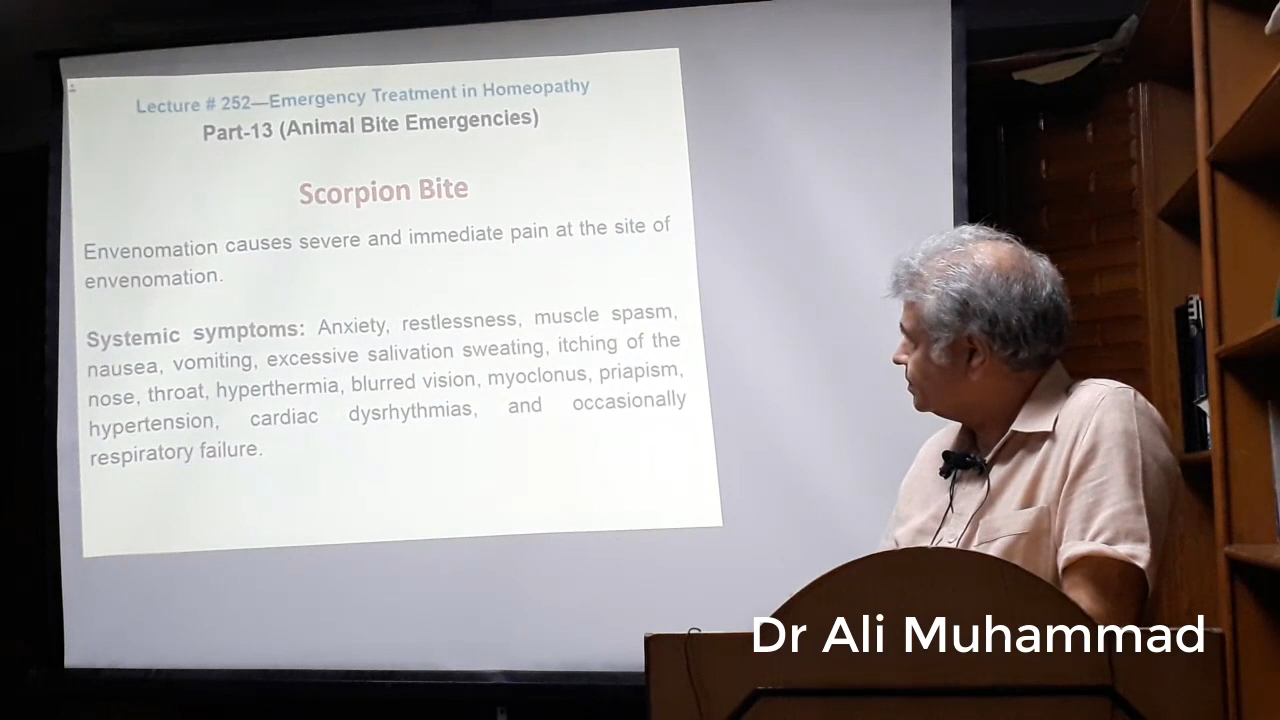 Lecture # 252—Emergency Treatment in Homeopathy
Part-13 (Animal Bite Emergencies)
Scorpion Bite
Envenomation causes severe and immediate pain at the site of
envenomation.
Systemic symptoms: Anxiety, restlessness, muscle spasm,
nausea, vomiting, excessive salivation sweating, itching of the
nose, throat, hyperthermia, blurred vision, myoclonus, priapism,
hypertension, cardiac dysrhythmias, and occasionally
respiratory failure.
Dr Ali Muhammad